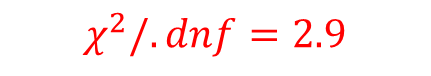 χ²/.dnf = 2.9